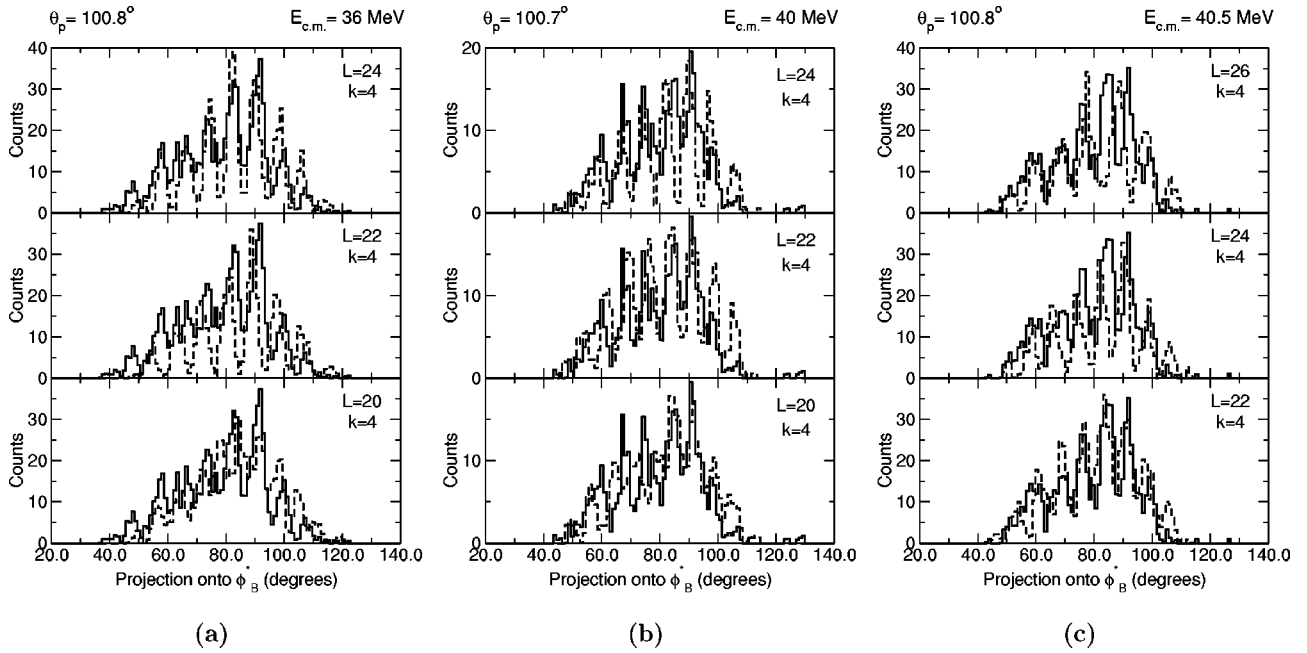 θp = 100.8° Ec.m. = 36 MeV
40
30
20
10
0
Counts
L=24
k=4
30
20
10
0
Counts
L=22
k=4
30
20
10
0
Counts
L=20
k=4
20.0 40.0 60.0 80.0 100.0 120.0 140.0
Projection onto ϕ*B (degrees)
(a)
θp = 100.7° Ec.m. = 40 MeV
20
10
0
Counts
L=24
k=4
10
0
Counts
L=22
k=4
10
0
Counts
L=20
k=4
20.0 40.0 60.0 80.0 100.0 120.0 140.0
Projection onto ϕ*B (degrees)
(b)
θp = 100.8° Ec.m. = 40.5 MeV
40
30
20
10
0
Counts
L=26
k=4
30
20
10
0
Counts
L=24
k=4
30
20
10
0
Counts
L=22
k=4
20.0 40.0 60.0 80.0 100.0 120.0 140.0
Projection onto ϕ*B (degrees)
(c)